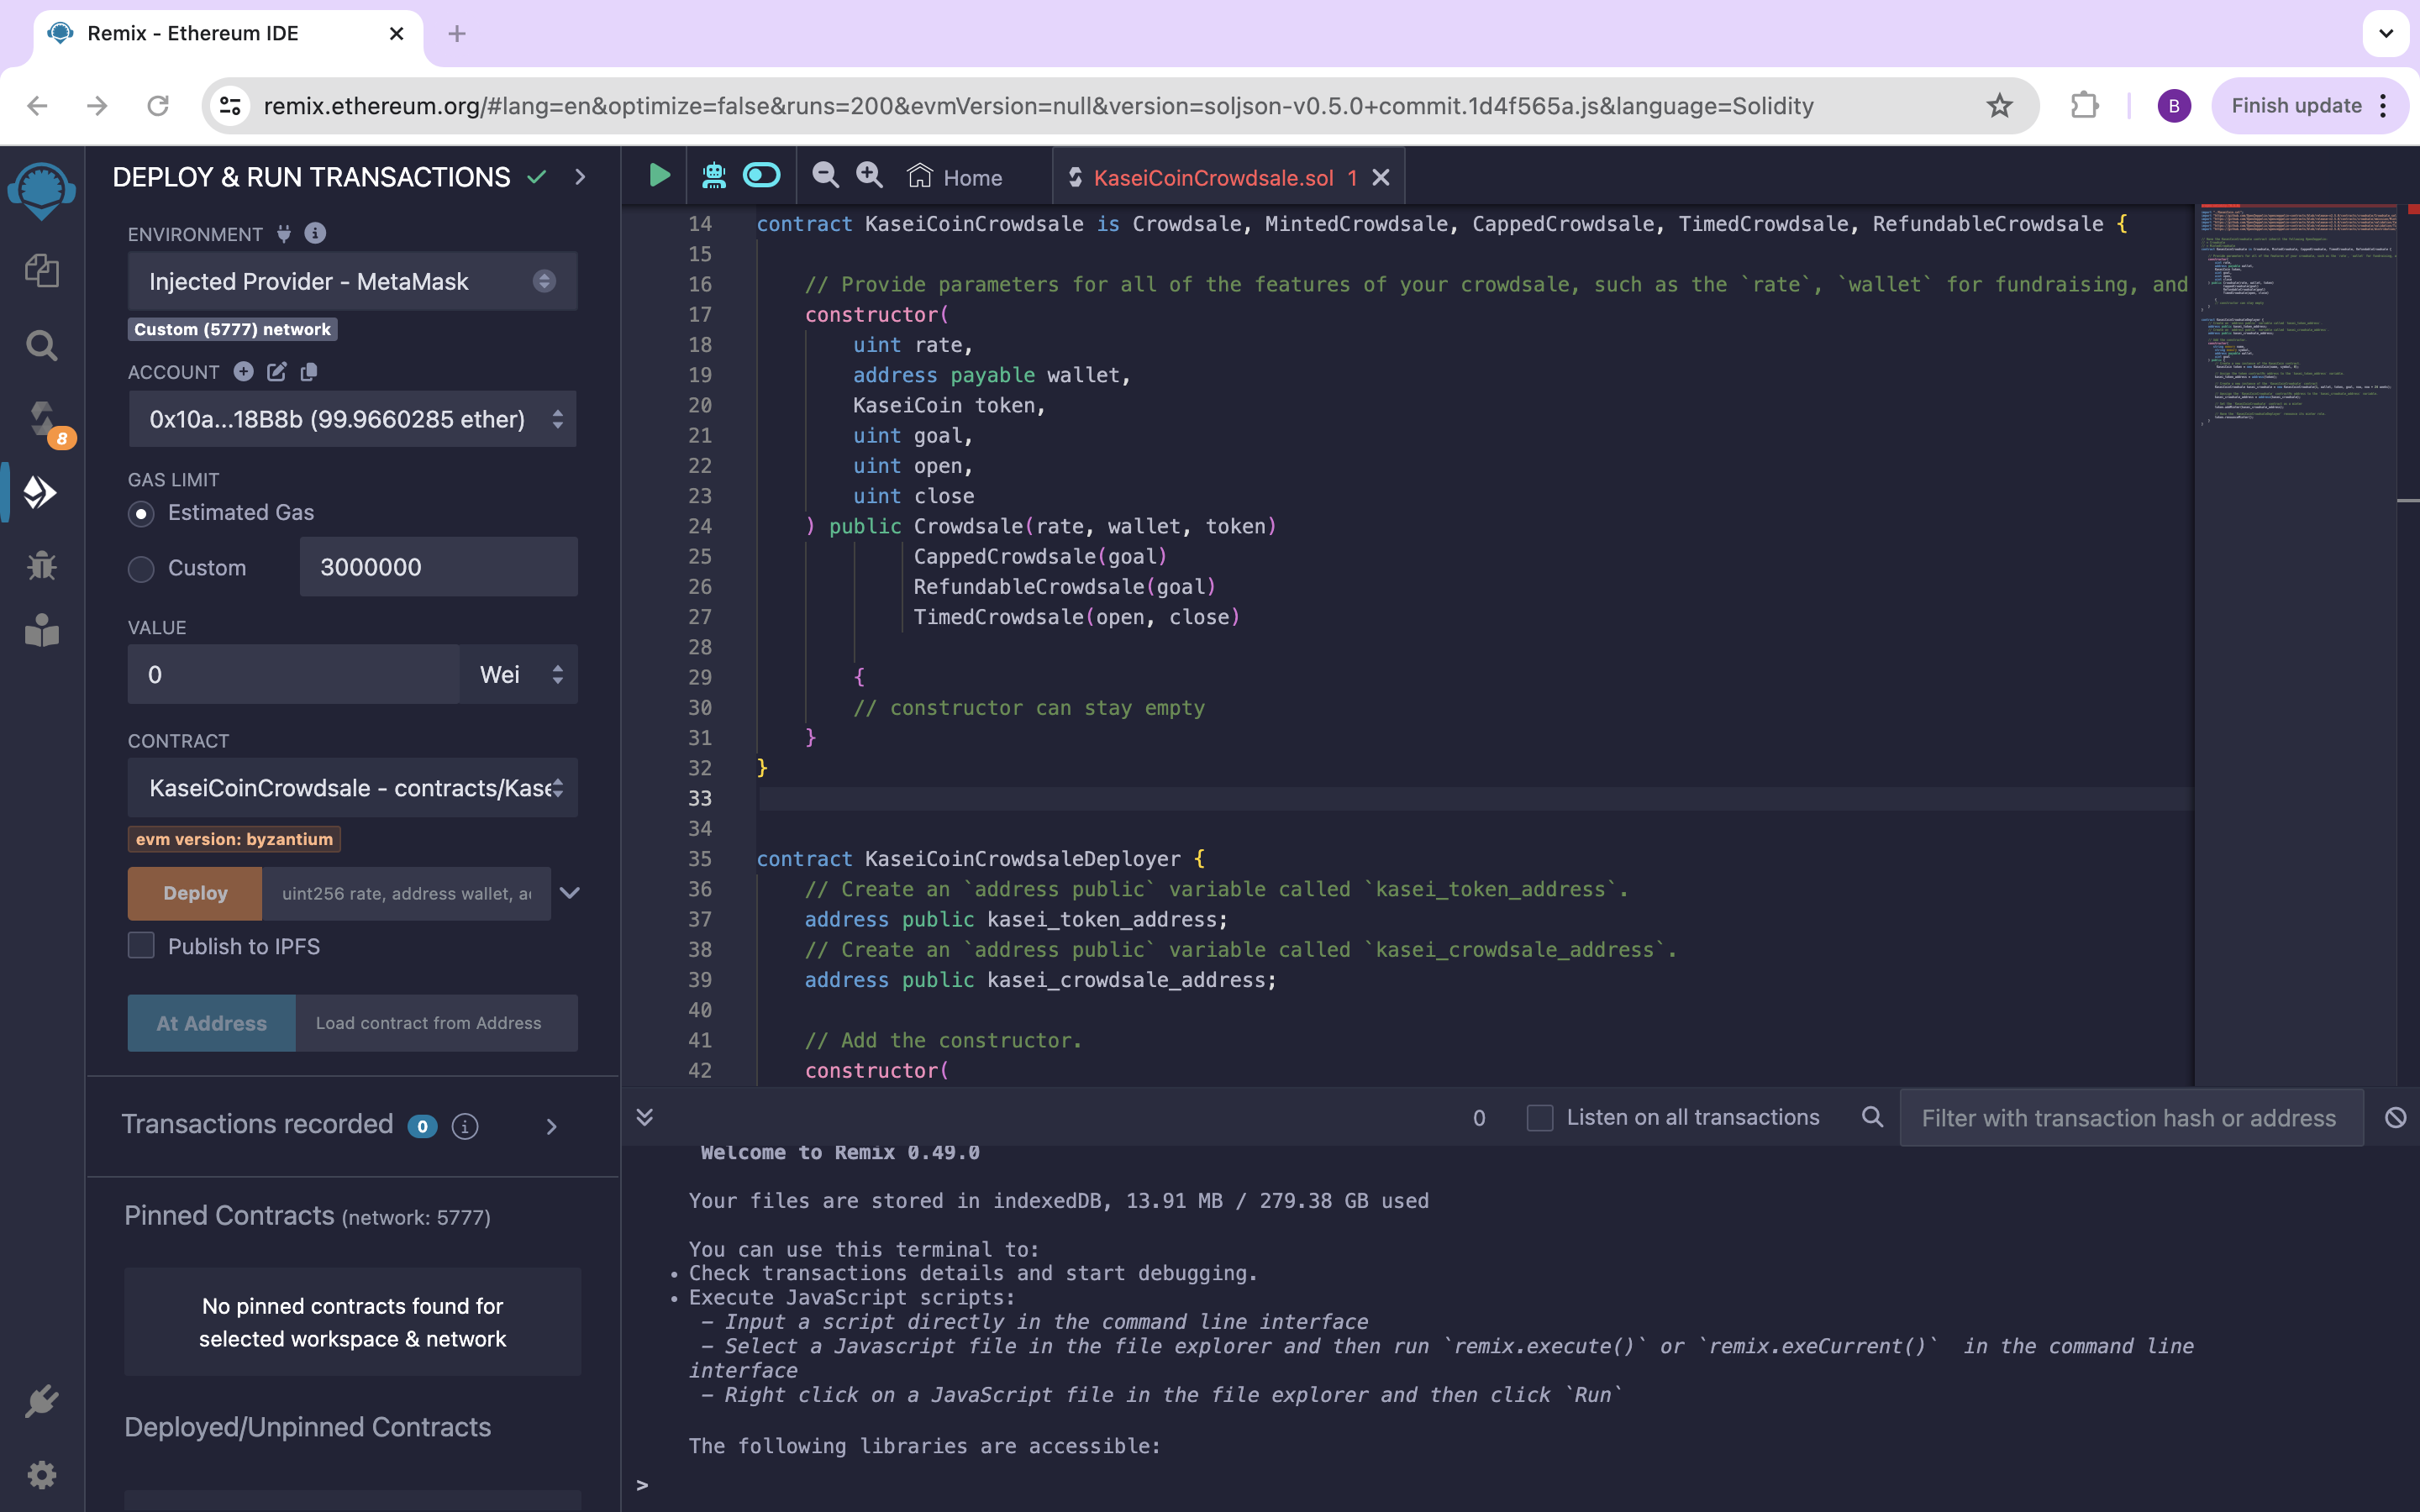 Remix - Ethereum IDE
remix.ethereum.org/#lang=en&optimize=false&runs=200&evmVersion=null&version=soljson-v0.5.0+commit.1d4f565a.js&language=Solidity
B
Finish update
DEPLOY & RUN TRANSACTIONS
ENVIRONMENT
Injected Provider - MetaMask
Custom (5777) network
ACCOUNT
0x10a...18B8b (99.9660285 ether)
8
GAS LIMIT
Estimated Gas
Custom
3000000
VALUE
0
Wei
CONTRACT
KaseiCoinCrowdsale - contracts/Kase
evm version: byzantium
Deploy
uint256 rate, address wallet, a
Publish to IPFS
At Address
Load contract from Address
Transactions recorded 0 i
Pinned Contracts (network: 5777)
No pinned contracts found for
selected workspace & network
Deployed/Unpinned Contracts
Home
KaseiCoinCrowdsale.sol 1
14 contract KaseiCoinCrowdsale is Crowdsale, MintedCrowdsale, CappedCrowdsale, TimedCrowdsale, RefundableCrowdsale {
15
16 // Provide parameters for all of the features of your crowdsale, such as the `rate`, `wallet` for fundraising, and
17 constructor(
18 uint rate,
19 address payable wallet,
20 KaseiCoin token,
21 uint goal,
22 uint open,
23 uint close
24 ) public Crowdsale(rate, wallet, token)
25 CappedCrowdsale(goal)
26 RefundableCrowdsale(goal)
27 TimedCrowdsale(open, close)
28
29 {
30 // constructor can stay empty
31 }
32 }
33
34
35 contract KaseiCoinCrowdsaleDeployer {
36 // Create an `address public` variable called `kasei_token_address`.
37 address public kasei_token_address;
38 // Create an `address public` variable called `kasei_crowdsale_address`.
39 address public kasei_crowdsale_address;
40
41 // Add the constructor.
42 constructor(
0
Listen on all transactions
Filter with transaction hash or address
Welcome to Remix 0.49.0
Your files are stored in indexedDB, 13.91 MB / 279.38 GB used
You can use this terminal to:
• Check transactions details and start debugging.
• Execute JavaScript scripts:
– Input a script directly in the command line interface
– Select a Javascript file in the file explorer and then run `remix.execute()` or `remix.exeCurrent()` in the command line
interface
– Right click on a JavaScript file in the file explorer and then click `Run`
The following libraries are accessible:
>